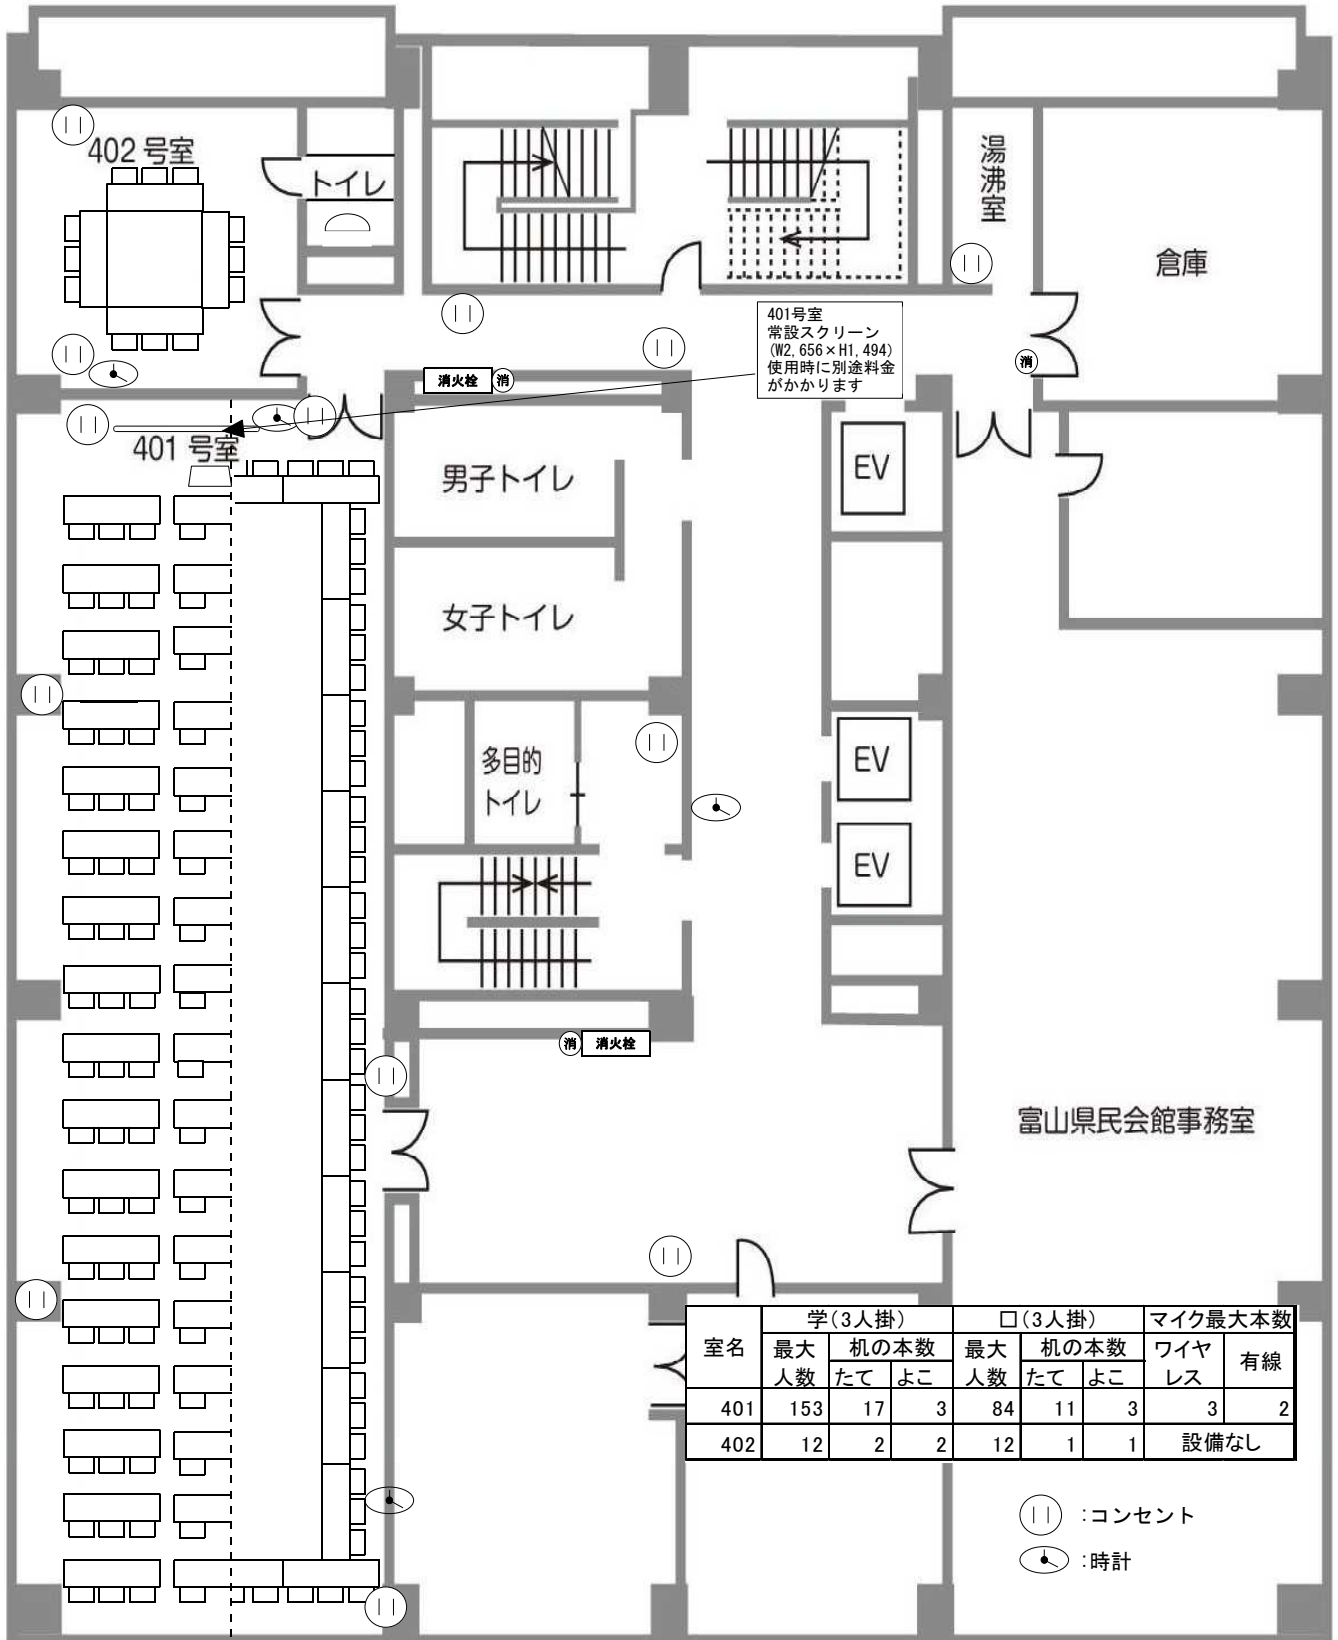 402 号室
トイレ
湯沸室
倉庫
401号室
常設スクリーン
(W2,656×H1,494)
使用時に別途料金
がかかります
消火栓 消
消
401 号室
男子トイレ
EV
女子トイレ
多目的
トイレ
EV
EV
消 消火栓
富山県民会館事務室
室名 学(3人掛) 口(3人掛) マイク最大本数
最大人数 机の本数 最大人数 机の本数 ワイヤレス 有線
たて よこ たて よこ
401 153 17 3 84 11 3 3 2
402 12 2 2 12 1 1 設備なし
:コンセント
:時計